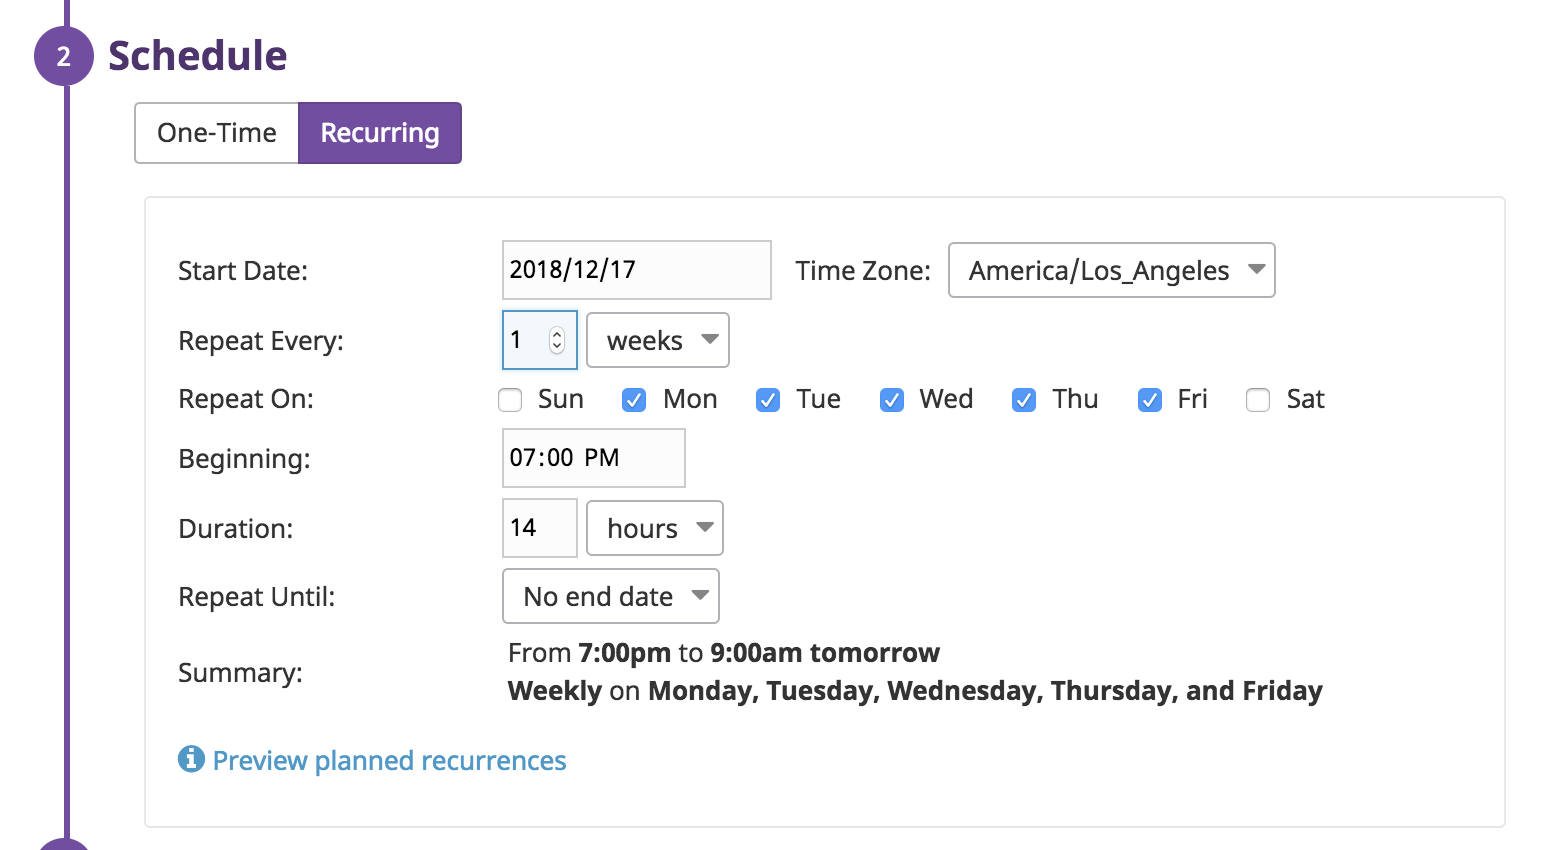 2 Schedule
One-Time Recurring
Start Date: 2018/12/17 Time Zone: America/Los_Angeles
Repeat Every: 1 weeks
Repeat On: Sun Mon Tue Wed Thu Fri Sat
Beginning: 07:00 PM
Duration: 14 hours
Repeat Until: No end date
From 7:00pm to 9:00am tomorrow
Summary:
Weekly on Monday, Tuesday, Wednesday, Thursday, and Friday
Preview planned recurrences